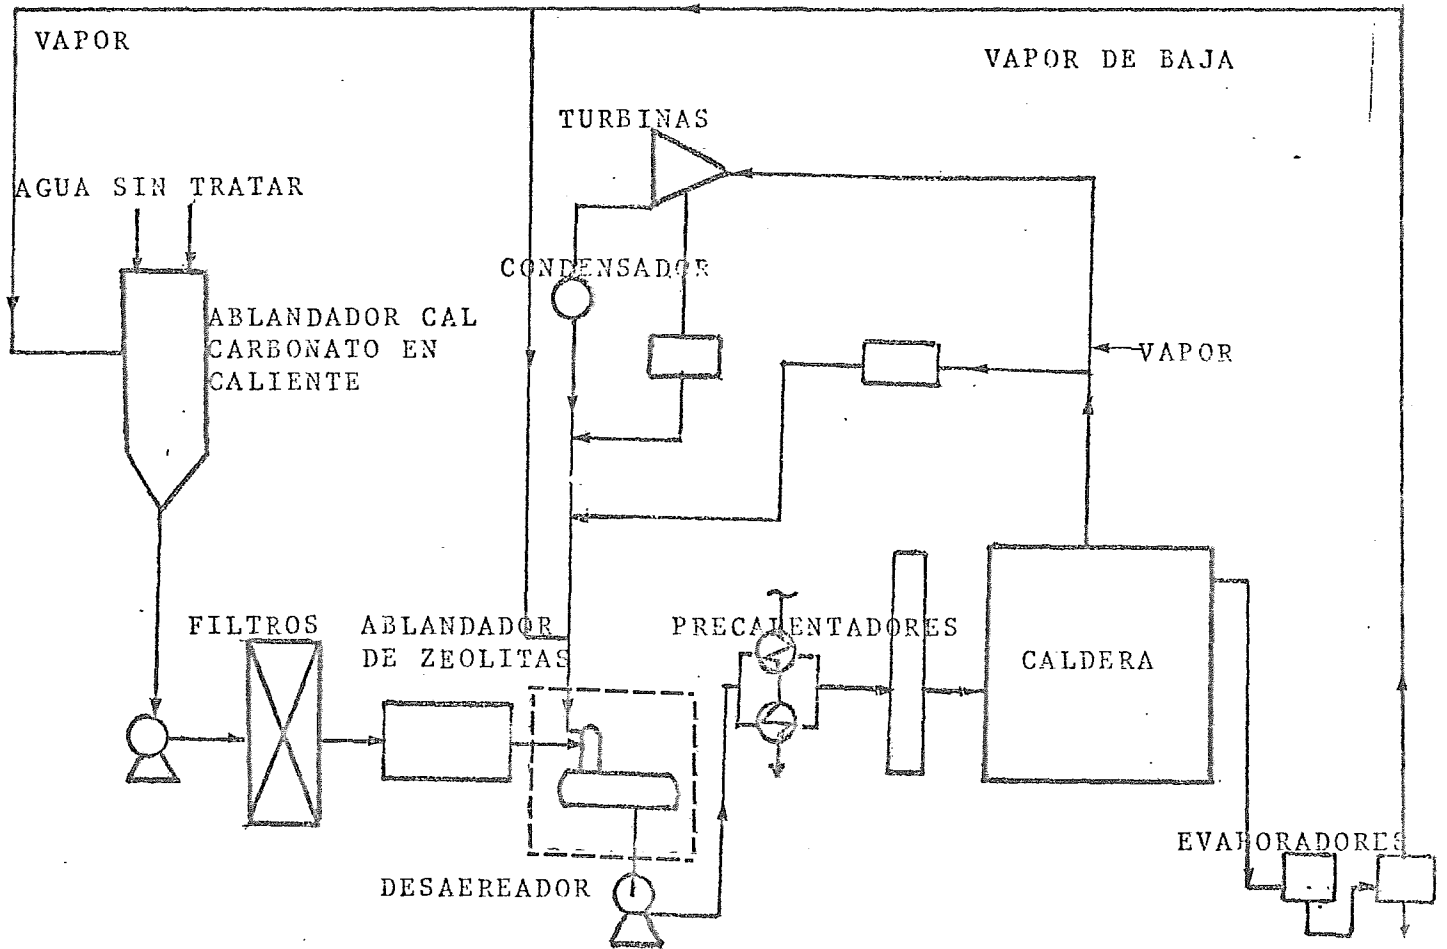 VAPOR
VAPOR DE BAJA
TURBINAS
AGUA SIN TRATAR
CONDENSADOR
ABLANDADOR CAL
CARBONATO EN
CALIENTE
VAPOR
FILTROS
ABLANDADOR
DE ZEOLITAS
PRECALENTADORES
CALDERA
EVAPORADORES
DESAEREADOR